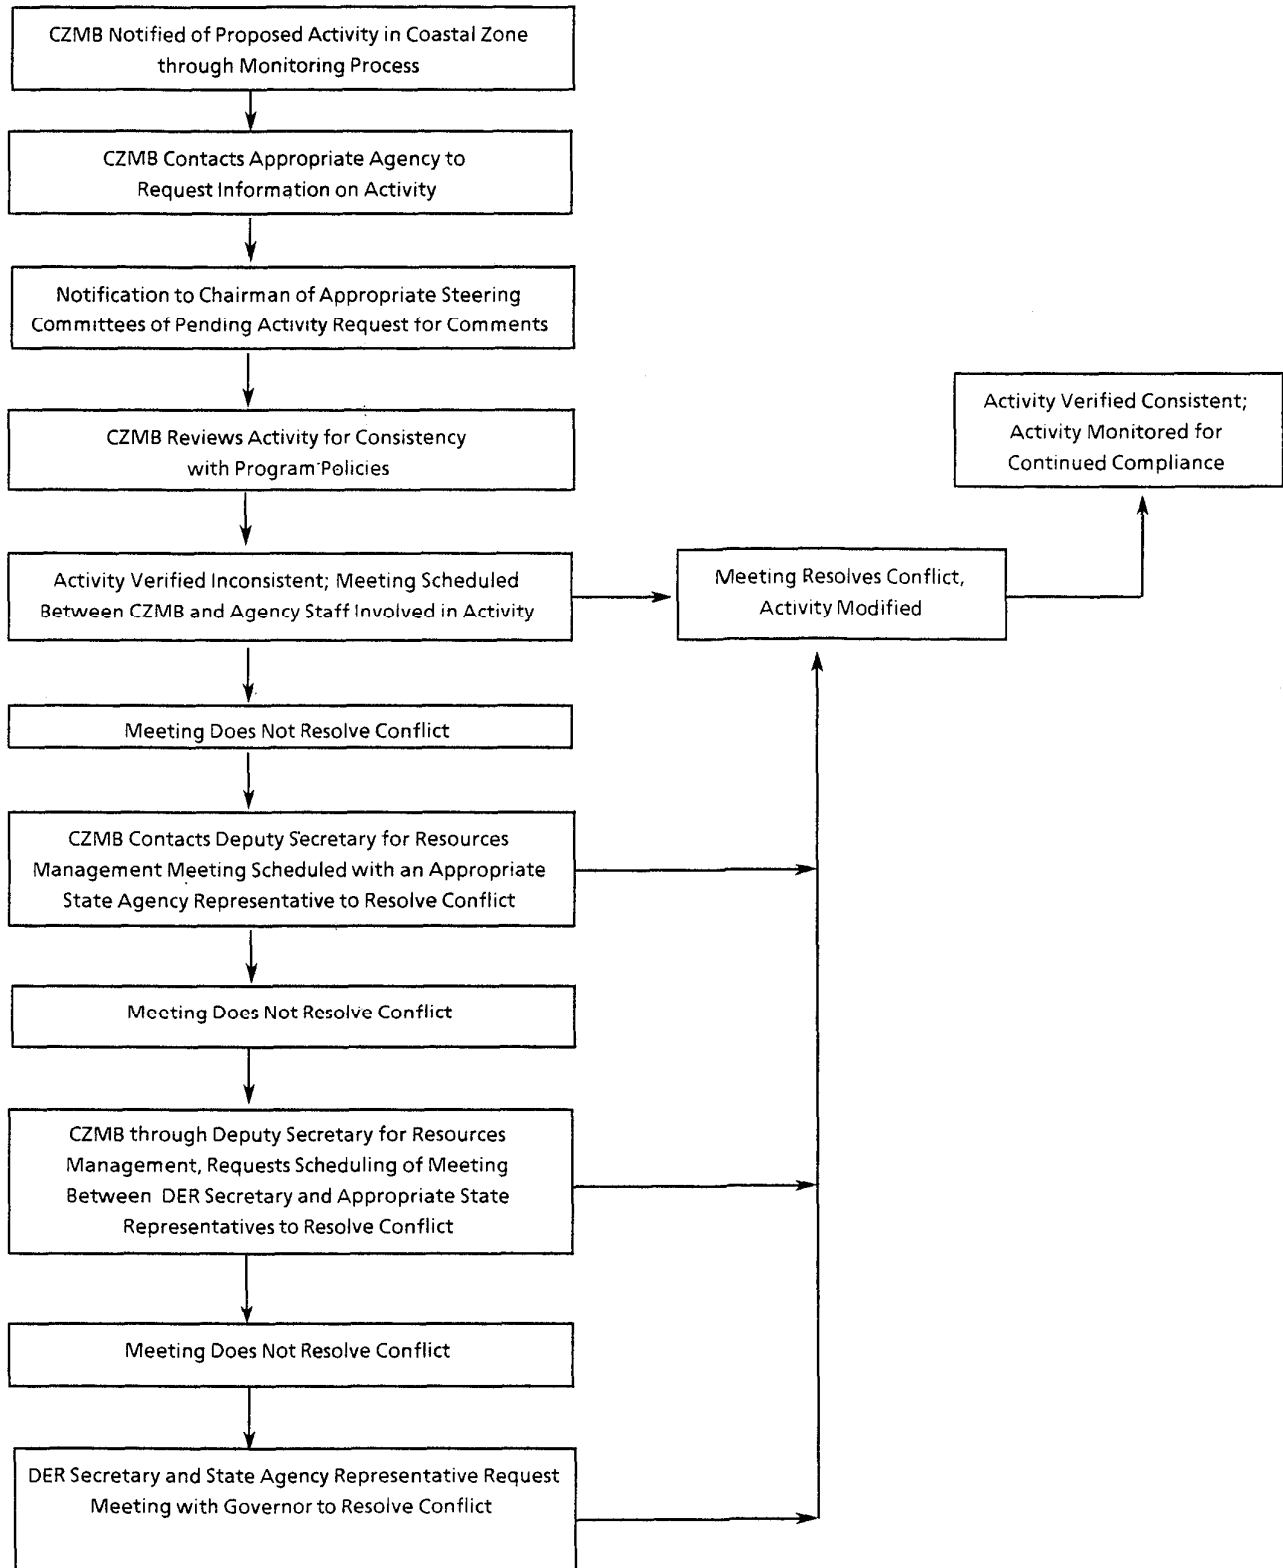 CZMB Notified of Proposed Activity in Coastal Zone
through Monitoring Process
CZMB Contacts Appropriate Agency to
Request Information on Activity
Notification to Chairman of Appropriate Steering
Committees of Pending Activity Request for Comments
CZMB Reviews Activity for Consistency
with Program Policies
Activity Verified Consistent;
Activity Monitored for
Continued Compliance
Activity Verified Inconsistent; Meeting Scheduled
Between CZMB and Agency Staff Involved in Activity
Meeting Resolves Conflict,
Activity Modified
Meeting Does Not Resolve Conflict
CZMB Contacts Deputy Secretary for Resources
Management Meeting Scheduled with an Appropriate
State Agency Representative to Resolve Conflict
Meeting Does Not Resolve Conflict
CZMB through Deputy Secretary for Resources
Management, Requests Scheduling of Meeting
Between DER Secretary and Appropriate State
Representatives to Resolve Conflict
Meeting Does Not Resolve Conflict
DER Secretary and State Agency Representative Request
Meeting with Governor to Resolve Conflict